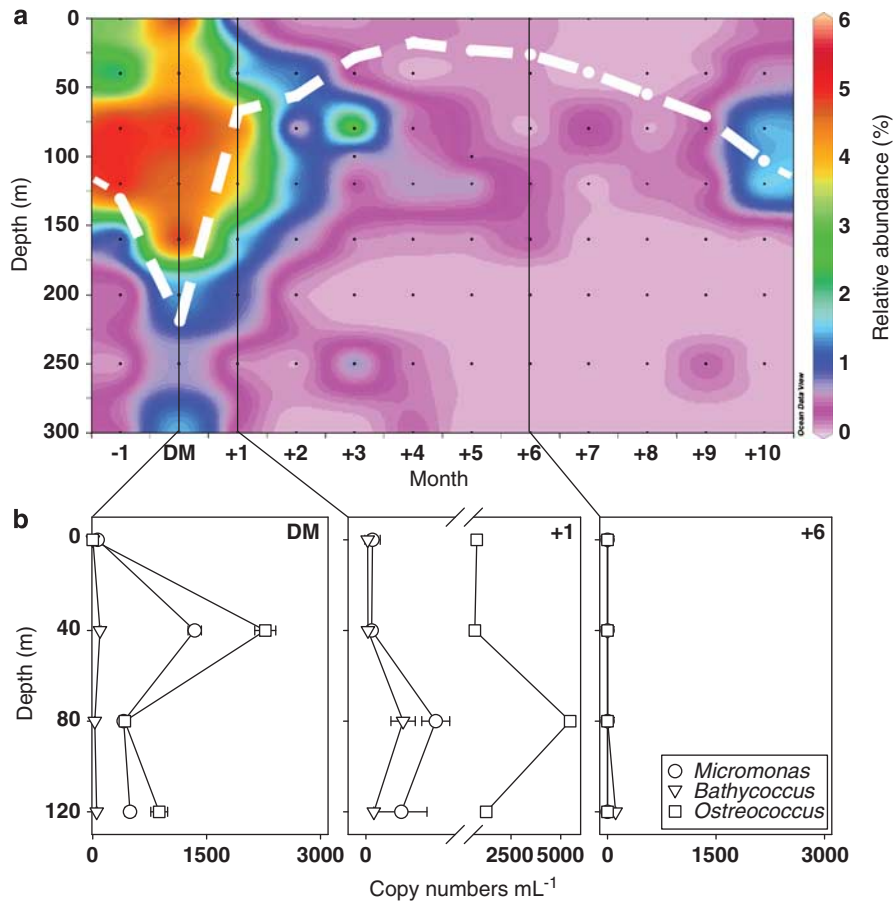 a
0
50
100
150
200
250
300
Depth (m)
-1 DM +1 +2 +3 +4 +5 +6 +7 +8 +9 +10
Month
Ocean Data View
6
5
4
3
2
1
0
Relative abundance (%)
b
DM
+1
+6
0
40
80
120
Depth (m)
Micromonas
Bathycoccus
Ostreococcus
0 1500 3000
0 2500 5000
0 1500 3000
Copy numbers mL-1